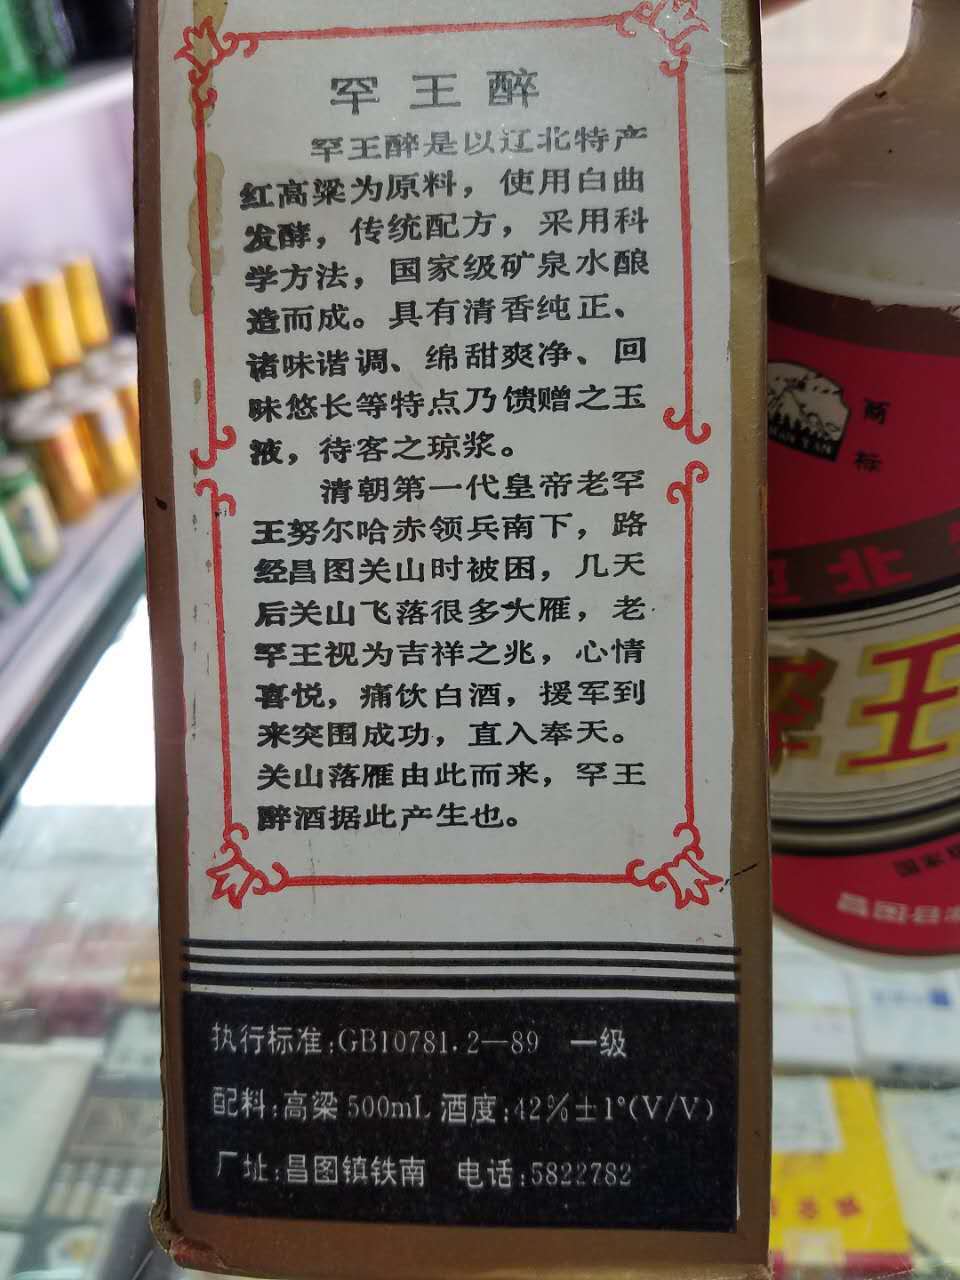 罕王醉
罕王醉是以辽北特产
红高粱为原料，使用白曲
发酵，传统配方，采用科
学方法，国家级矿泉水酿
造而成。具有清香纯正、
诸味谐调、绵甜爽净、回
味悠长等特点乃馈赠之玉
液，待客之琼浆。
清朝第一代皇帝老罕
王努尔哈赤领兵南下，路
经昌图关山时被困，几天
后关山飞落很多大雁，老
罕王视为吉祥之兆，心情
喜悦，痛饮白酒，援军到
来突围成功，直入奉天。
关山落雁由此而来，罕王
醉酒据此产生也。
执行标准:GB10781.2—89 一级
配料:高粱 500mL 酒度:42%±1°(V/V)
厂址:昌图镇铁南 电话:5822782
商
标
北
罕王
昌图县